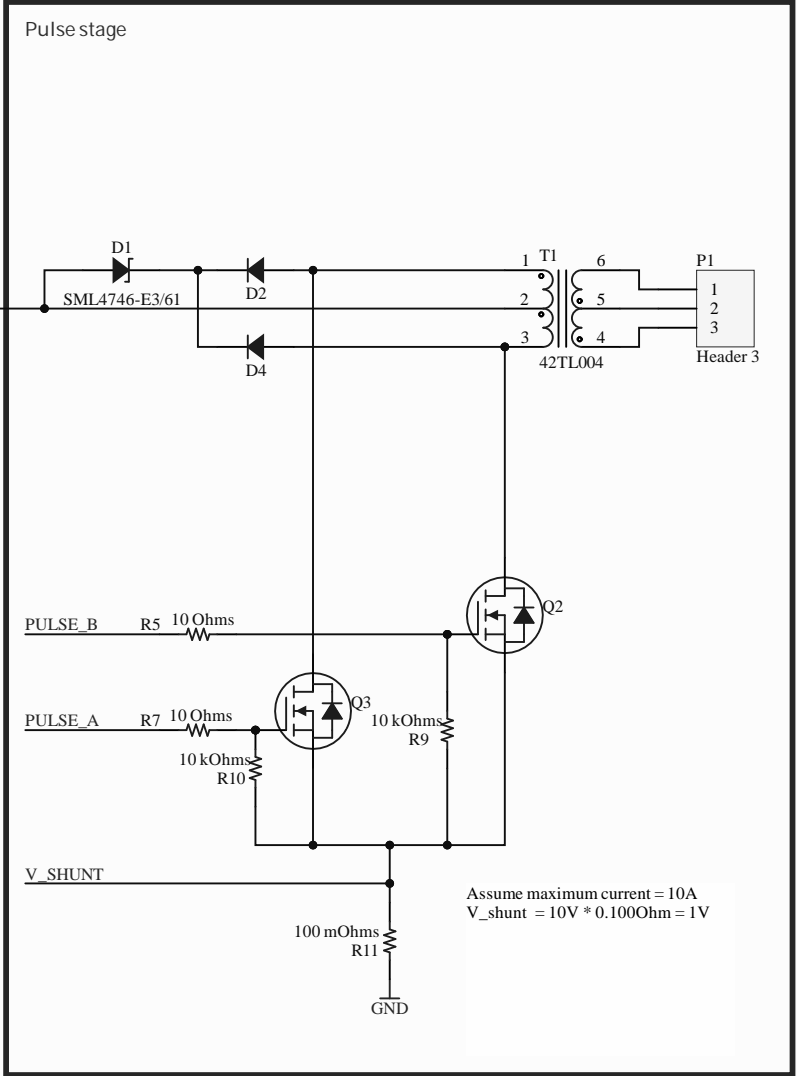 Pulse stage
D1
D2
SML4746-E3/61
D4
1
T1
6
2
5
3
4
42TL004
P1
1
2
3
Header 3
PULSE_B
R5
10 Ohms
Q2
PULSE_A
R7
10 Ohms
Q3
10 kOhms
R9
10 kOhms
R10
V_SHUNT
Assume maximum current = 10A
V_shunt = 10V * 0.100Ohm = 1V
100 mOhms
R11
GND